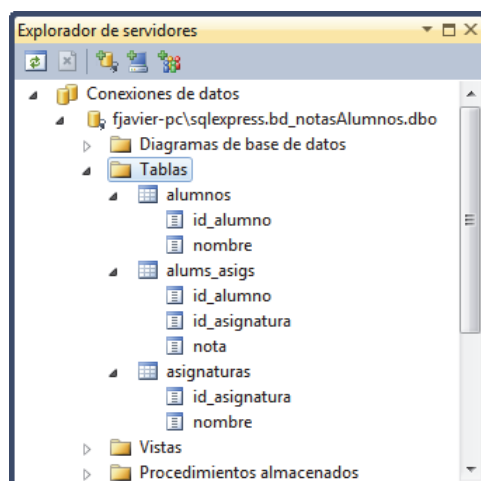 Explorador de servidores
Conexiones de datos
fjavier-pc\sqlexpress.bd_notasAlumnos.dbo
Diagramas de base de datos
Tablas
alumnos
id_alumno
nombre
alums_asigs
id_alumno
id_asignatura
nota
asignaturas
id_asignatura
nombre
Vistas
Procedimientos almacenados